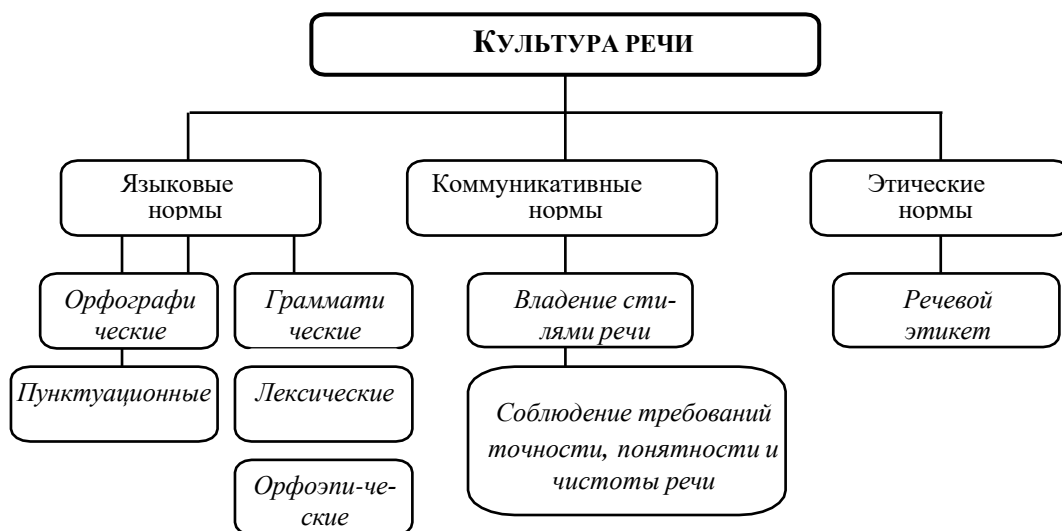 КУЛЬТУРА РЕЧИ
Языковые
нормы
Коммуникативные
нормы
Этические
нормы
Орфографи
ческие
Граммати
ческие
Владение сти-
лями речи
Речевой
этикет
Пунктуационные
Лексические
Соблюдение требований
точности, понятности и
чистоты речи
Орфоэпи-че-
ские